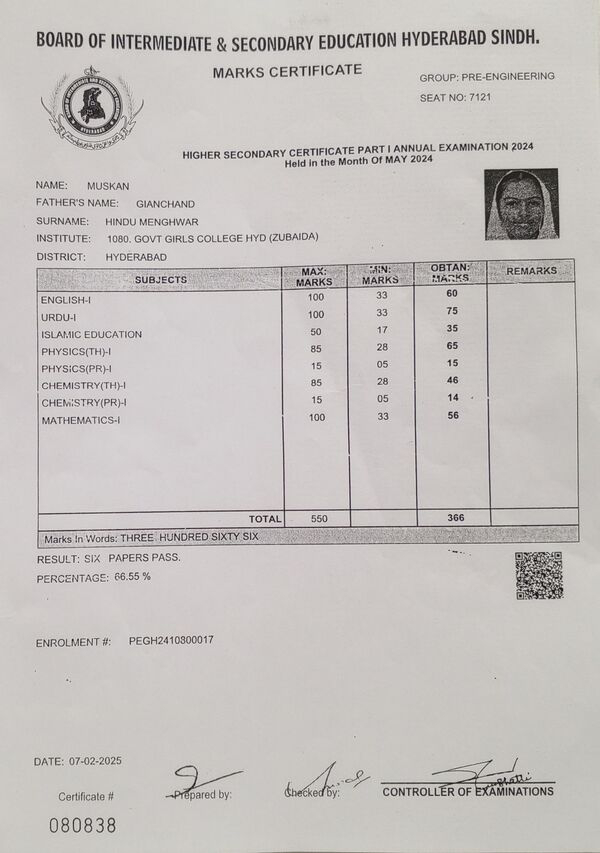 BOARD OF INTERMEDIATE & SECONDARY EDUCATION HYDERABAD SINDH.
MARKS CERTIFICATE
GROUP: PRE-ENGINEERING
SEAT NO: 7121
HYDERABAD
HIGHER SECONDARY CERTIFICATE PART I ANNUAL EXAMINATION 2024
Held in the Month Of MAY 2024
NAME: MUSKAN
FATHER'S NAME: GIANCHAND
SURNAME: HINDU MENGHWAR
INSTITUTE: 1080. GOVT GIRLS COLLEGE HYD (ZUBAIDA)
DISTRICT: HYDERABAD
SUBJECTS MAX: MARKS MIN: MARKS OBTAN: MARKS REMARKS
ENGLISH-I 100 33 60
URDU-I 100 33 75
ISLAMIC EDUCATION 50 17 35
PHYSICS(TH)-I 85 28 65
PHYSICS(PR)-I 15 05 15
CHEMISTRY(TH)-I 85 28 46
CHEMISTRY(PR)-I 15 05 14
MATHEMATICS-I 100 33 56
TOTAL 550 366
Marks In Words: THREE HUNDRED SIXTY SIX
RESULT: SIX PAPERS PASS.
PERCENTAGE: 66.55 %
ENROLMENT #: PEGH2410800017
DATE: 07-02-2025
Certificate # Prepared by: Checked by: CONTROLLER OF EXAMINATIONS
080838